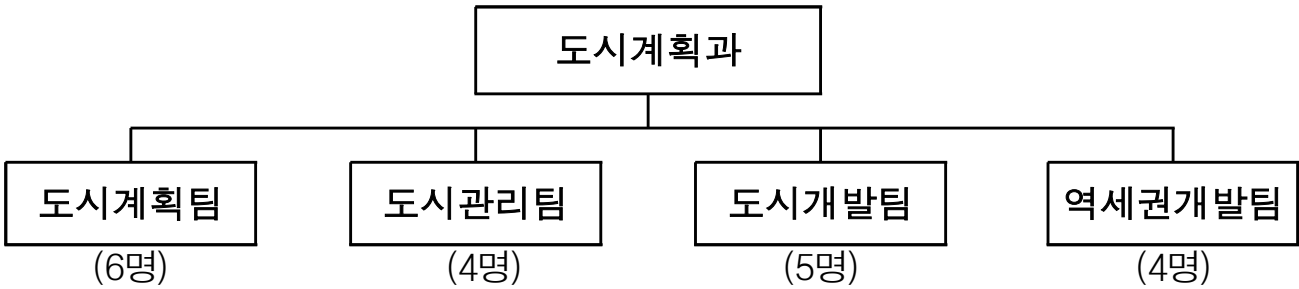 도시계획과
도시계획팀 도시관리팀 도시개발팀 역세권개발팀
(6명) (4명) (5명) (4명)